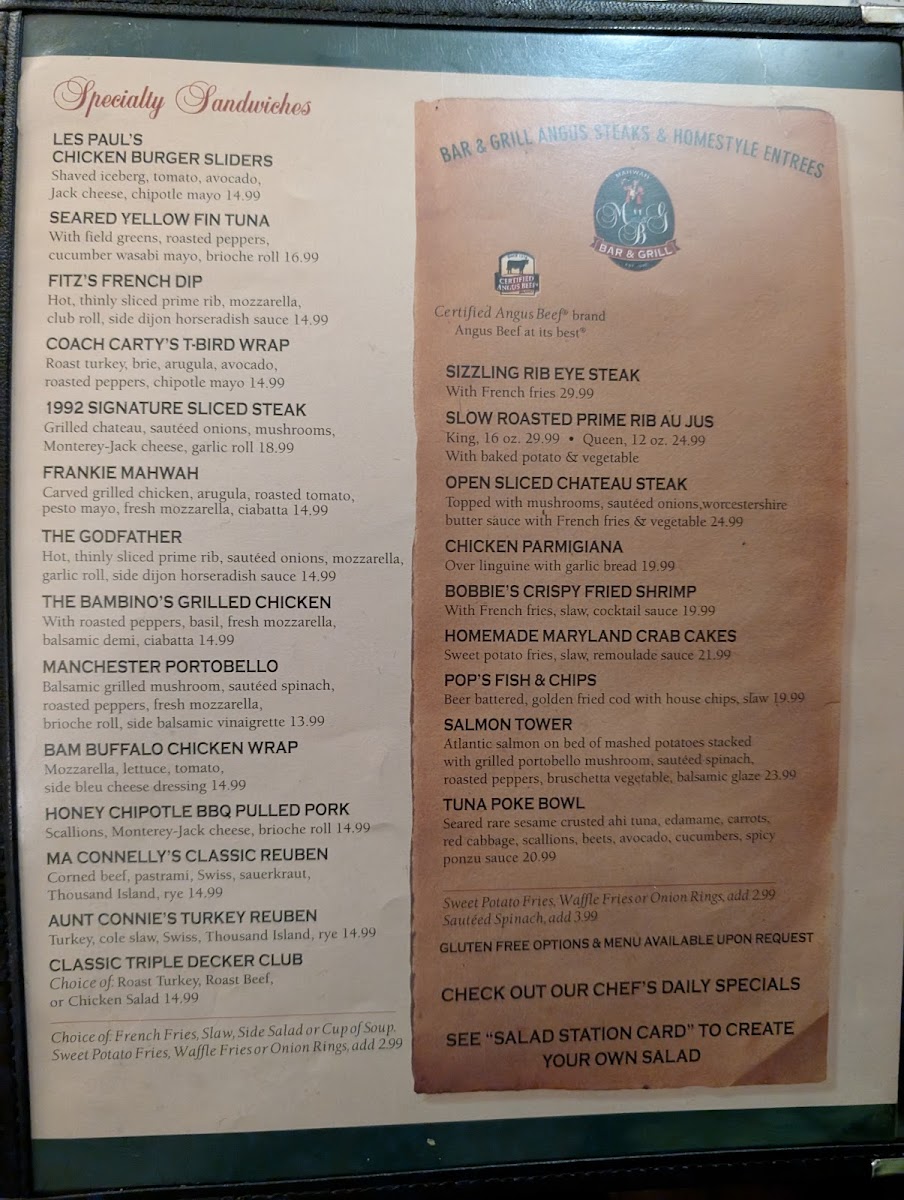 Specialty Sandwiches
LES PAUL'S
CHICKEN BURGER SLIDERS
Shaved iceberg, tomato, avocado,
Jack cheese, chipotle mayo 14.99
SEARED YELLOW FIN TUNA
With field greens, roasted peppers,
cucumber wasabi mayo, brioche roll 16.99
FITZ'S FRENCH DIP
Hot, thinly sliced prime rib, mozzarella,
club roll, side dijon horseradish sauce 14.99
COACH CARTY'S T-BIRD WRAP
Roast turkey, brie, arugula, avocado,
roasted peppers, chipotle mayo 14.99
1992 SIGNATURE SLICED STEAK
Grilled chateau, sautéed onions, mushrooms,
Monterey-Jack cheese, garlic roll 18.99
FRANKIE MAHWAH
Carved grilled chicken, arugula, roasted tomato,
pesto mayo, fresh mozzarella, ciabatta 14.99
THE GODFATHER
Hot, thinly sliced prime rib, sautéed onions, mozzarella,
garlic roll, side dijon horseradish sauce 14.99
THE BAMBINO'S GRILLED CHICKEN
With roasted peppers, basil, fresh mozzarella,
balsamic demi, ciabatta 14.99
MANCHESTER PORTOBELLO
Balsamic grilled mushroom, sautéed spinach,
roasted peppers, fresh mozzarella,
brioche roll, side balsamic vinaigrette 13.99
BAM BUFFALO CHICKEN WRAP
Mozzarella, lettuce, tomato,
side bleu cheese dressing 14.99
HONEY CHIPOTLE BBQ PULLED PORK
Scallions, Monterey-Jack cheese, brioche roll 14.99
MA CONNELLY'S CLASSIC REUBEN
Corned beef, pastrami, Swiss, sauerkraut,
Thousand Island, rye 14.99
AUNT CONNIE'S TURKEY REUBEN
Turkey, cole slaw, Swiss, Thousand Island, rye 14.99
CLASSIC TRIPLE DECKER CLUB
Choice of: Roast Turkey, Roast Beef,
or Chicken Salad 14.99
Choice of: French Fries, Slaw, Side Salad or Cup of Soup.
Sweet Potato Fries, Waffle Fries or Onion Rings, add 2.99
BAR & GRILL ANGUS STEAKS & HOMESTYLE ENTREES
MAHWAH
MBG
BAR & GRILL
CERTIFIED
ANGUS BEEF
Certified Angus Beef® brand
Angus Beef at its best®
SIZZLING RIB EYE STEAK
With French fries 29.99
SLOW ROASTED PRIME RIB AU JUS
King, 16 oz. 29.99 • Queen, 12 oz. 24.99
With baked potato & vegetable
OPEN SLICED CHATEAU STEAK
Topped with mushrooms, sautéed onions,worcestershire
butter sauce with French fries & vegetable 24.99
CHICKEN PARMIGIANA
Over linguine with garlic bread 19.99
BOBBIE'S CRISPY FRIED SHRIMP
With French fries, slaw, cocktail sauce 19.99
HOMEMADE MARYLAND CRAB CAKES
Sweet potato fries, slaw, remoulade sauce 21.99
POP'S FISH & CHIPS
Beer battered, golden fried cod with house chips, slaw 19.99
SALMON TOWER
Atlantic salmon on bed of mashed potatoes stacked
with grilled portobello mushroom, sautéed spinach,
roasted peppers, bruschetta vegetable, balsamic glaze 23.99
TUNA POKE BOWL
Seared rare sesame crusted ahi tuna, edamame, carrots,
red cabbage, scallions, beets, avocado, cucumbers, spicy
ponzu sauce 20.99
Sweet Potato Fries, Waffle Fries or Onion Rings, add 2.99
Sautéed Spinach, add 3.99
GLUTEN FREE OPTIONS & MENU AVAILABLE UPON REQUEST
CHECK OUT OUR CHEF'S DAILY SPECIALS
SEE "SALAD STATION CARD" TO CREATE
YOUR OWN SALAD